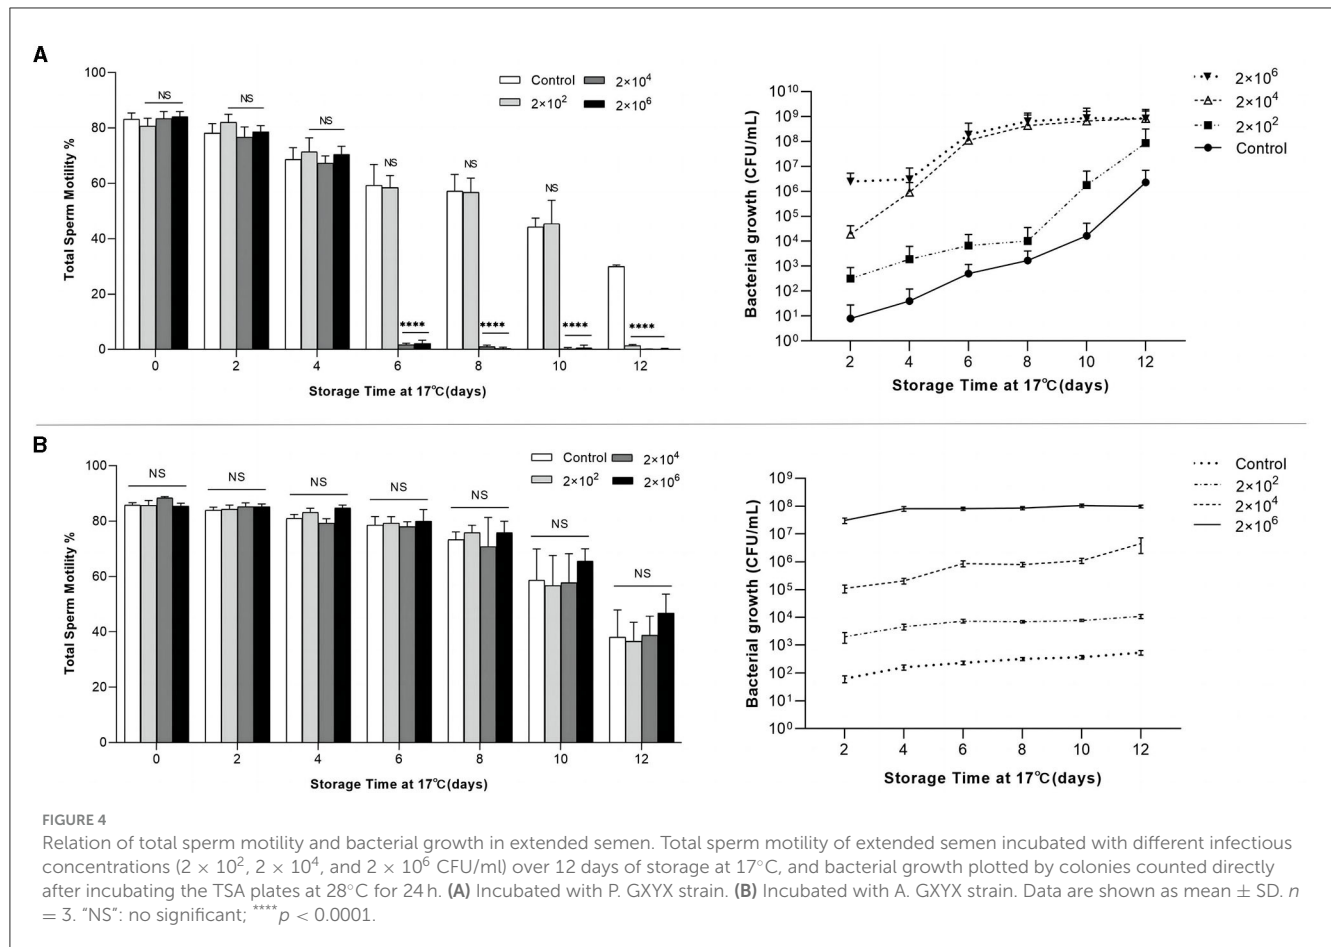 A
Total Sperm Motility %
100
80
60
40
20
0
NS
NS
NS
NS
NS
NS
****
****
****
****
Control
2×10²
2×10⁴
2×10⁶
0
2
4
6
8
10
12
Storage Time at 17℃(days)
Bacterial growth (CFU/mL)
10¹⁰
10⁹
10⁸
10⁷
10⁶
10⁵
10⁴
10³
10²
10¹
10⁰
2×10⁶
2×10⁴
2×10²
Control
2
4
6
8
10
12
Storage Time at 17℃(days)
B
Total Sperm Motility %
100
80
60
40
20
0
NS
NS
NS
NS
NS
NS
NS
Control
2×10²
2×10⁴
2×10⁶
0
2
4
6
8
10
12
Storage Time at 17℃(days)
Bacterial growth (CFU/mL)
10⁹
10⁸
10⁷
10⁶
10⁵
10⁴
10³
10²
10¹
10⁰
Control
2×10²
2×10⁴
2×10⁶
2
4
6
8
10
12
Storage Time at 17℃(days)
FIGURE 4
Relation of total sperm motility and bacterial growth in extended semen. Total sperm motility of extended semen incubated with different infectious
concentrations (2 × 10², 2 × 10⁴, and 2 × 10⁶ CFU/ml) over 12 days of storage at 17°C, and bacterial growth plotted by colonies counted directly
after incubating the TSA plates at 28°C for 24 h. (A) Incubated with P. GXYX strain. (B) Incubated with A. GXYX strain. Data are shown as mean ± SD. n
= 3. "NS": no significant; ****p < 0.0001.